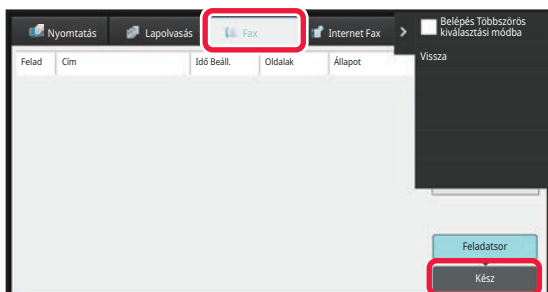 Nyomtatás Lapolvasás Fax Internet Fax
Belépés Többszörös
kiválasztási módba
Vissza
Felad Cím Idő Beáll. Oldalak Állapot
Feladatsor
Kész